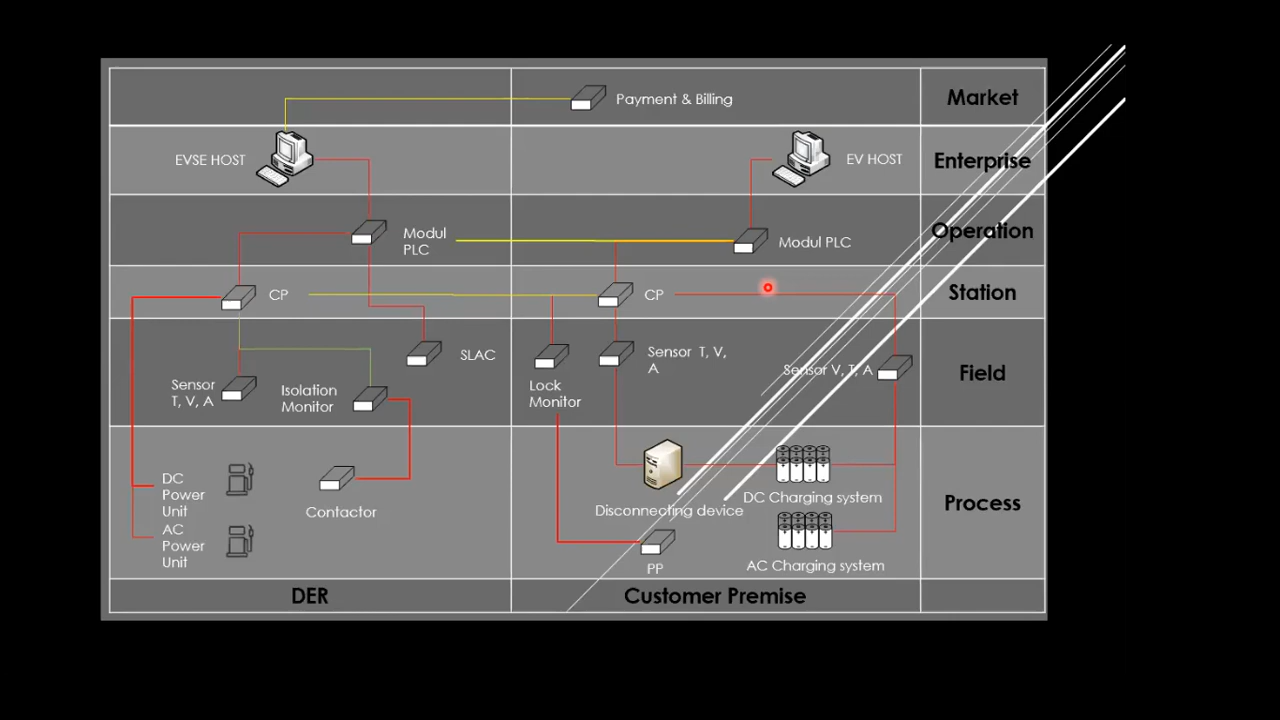 Payment & Billing
Market
EVSE HOST
EV HOST
Enterprise
Modul
PLC
Modul PLC
Operation
CP
CP
Station
SLAC
Sensor T, V,
A
Sensor V, T, A
Field
Sensor
T, V, A
Isolation
Monitor
Lock
Monitor
DC
Power
Unit
AC
Power
Unit
Contactor
Disconnecting device
DC Charging system
Process
PP
AC Charging system
DER
Customer Premise